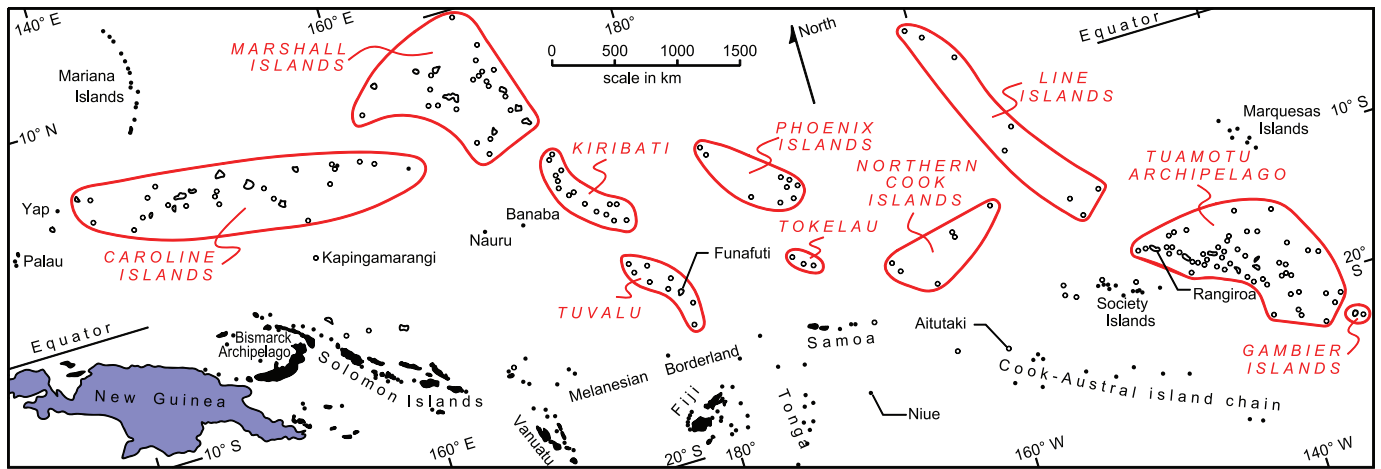 140° E
160° E
180°
North
Equator
MARSHALL
ISLANDS
0 500 1000 1500
scale in km
LINE
ISLANDS
Mariana
Islands
10° S
Marquesas
Islands
10° N
KIRIBATI
PHOENIX
ISLANDS
NORTHERN
COOK
ISLANDS
TUAMOTU
ARCHIPELAGO
Yap
Banaba
Nauru
TOKELAU
Palau
CAROLINE
ISLANDS
Kapingamarangi
Funafuti
20°
S
TUVALU
Rangiroa
Society
Islands
Equator
Bismarck
Archipelago
Solomon Islands
Melanesian Borderland
Samoa
Aitutaki
GAMBIER
ISLANDS
Cook-Austral island chain
New Guinea
Fiji
Tonga
Niue
Vanuatu
10° S
160° E
20° S
180°
160° W
140° W